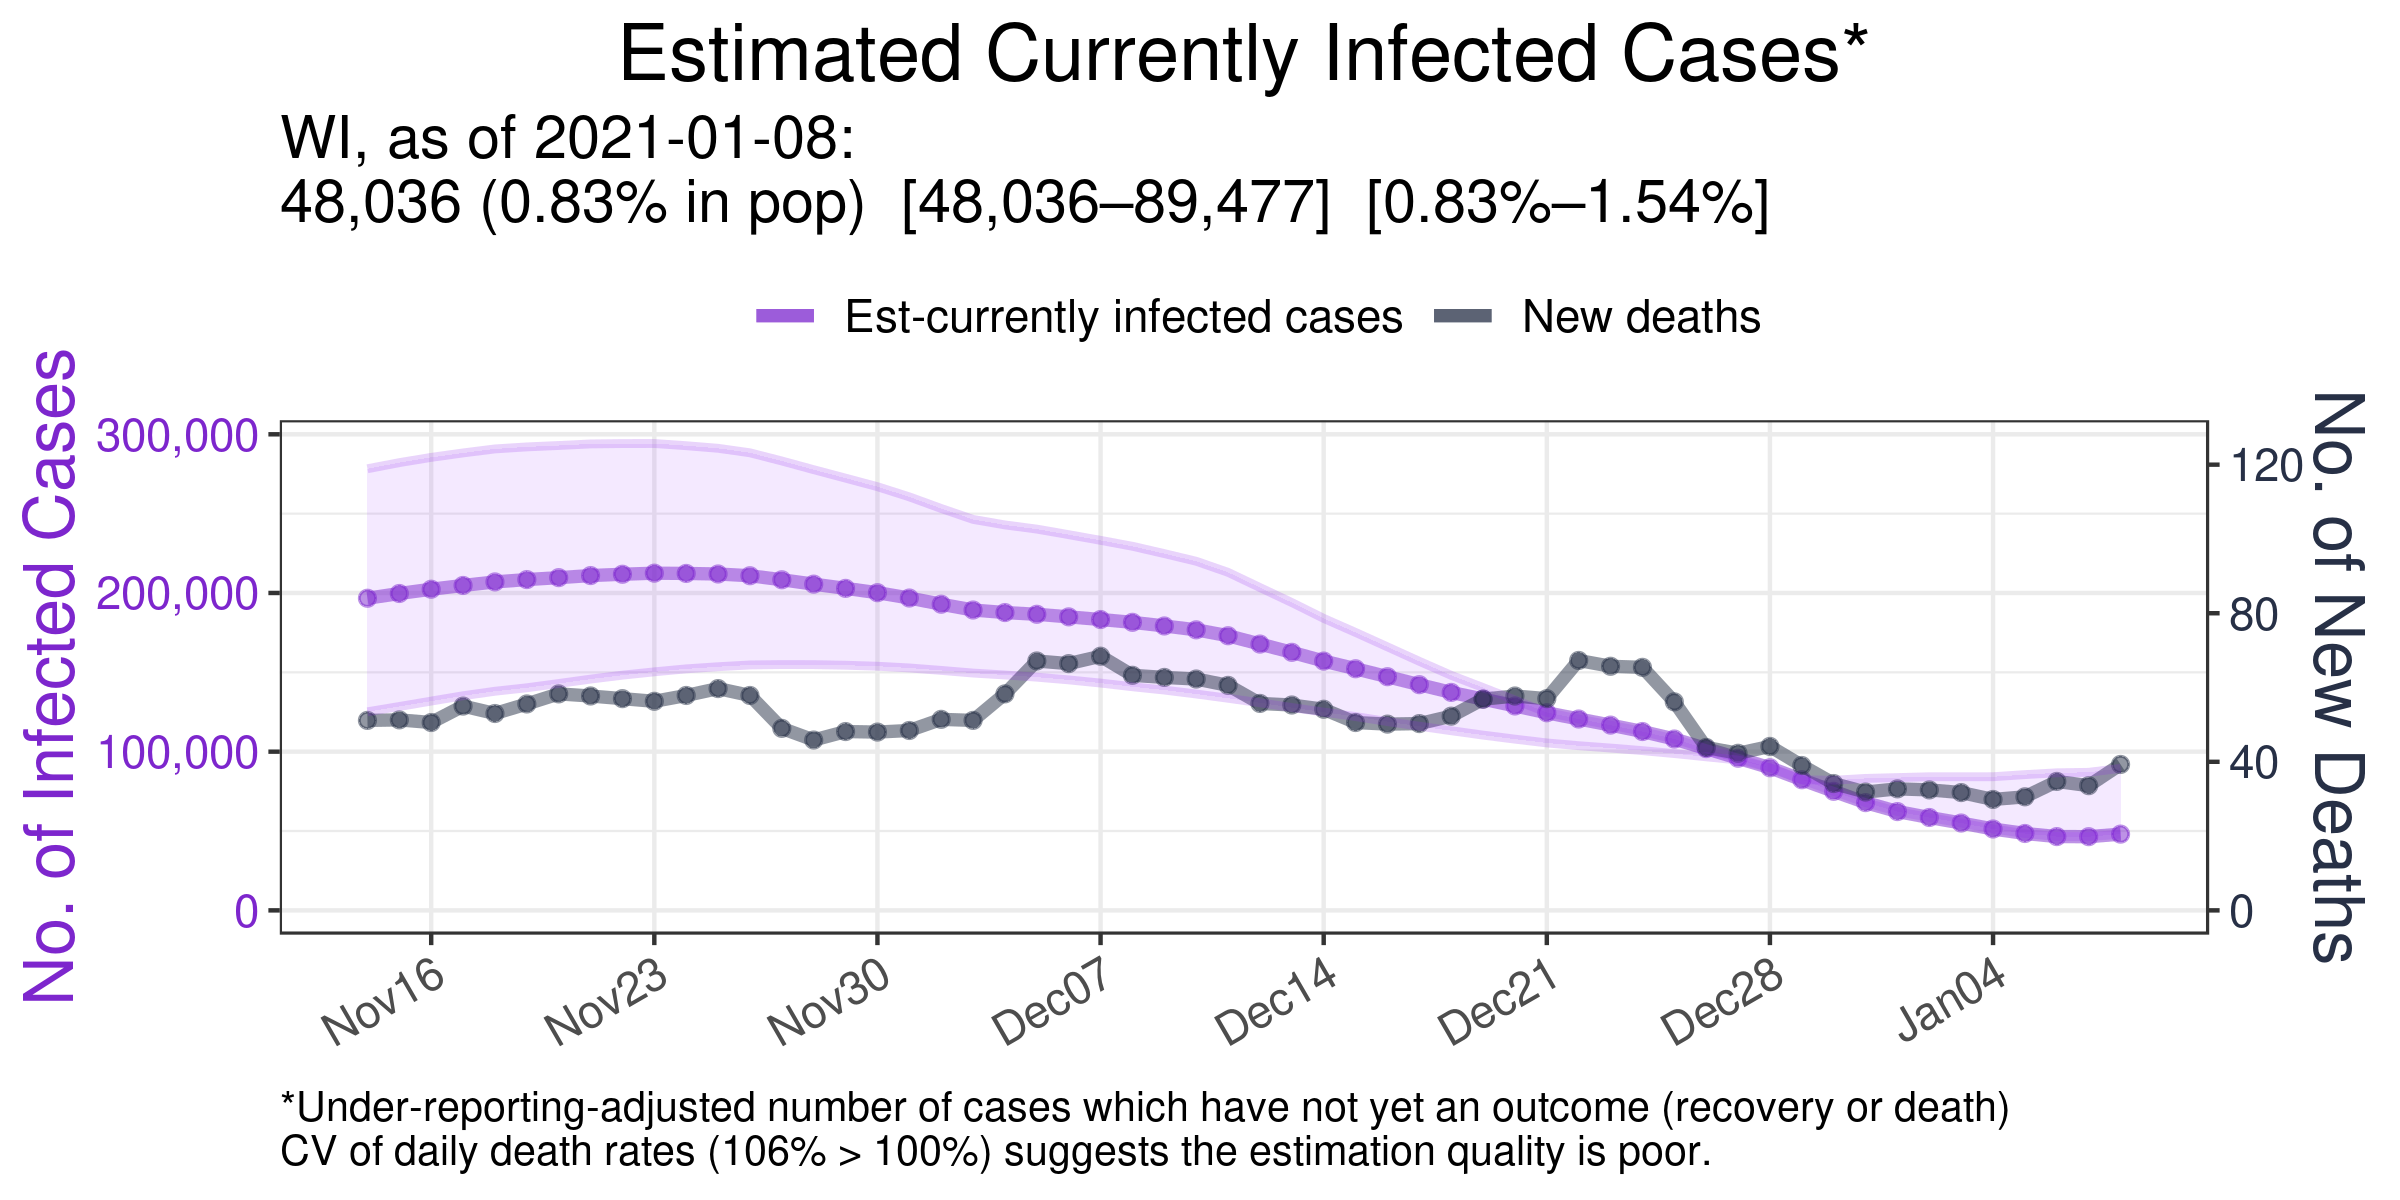 Estimated Currently Infected Cases*
WI, as of 2021-01-08:
48,036 (0.83% in pop)  [48,036–89,477]  [0.83%–1.54%]
Est-currently infected cases
New deaths
No. of Infected Cases
300,000
200,000
100,000
0
120
80
40
0
No. of New Deaths
Nov16
Nov23
Nov30
Dec07
Dec14
Dec21
Dec28
Jan04
*Under-reporting-adjusted number of cases which have not yet an outcome (recovery or death)
CV of daily death rates (106% > 100%) suggests the estimation quality is poor.